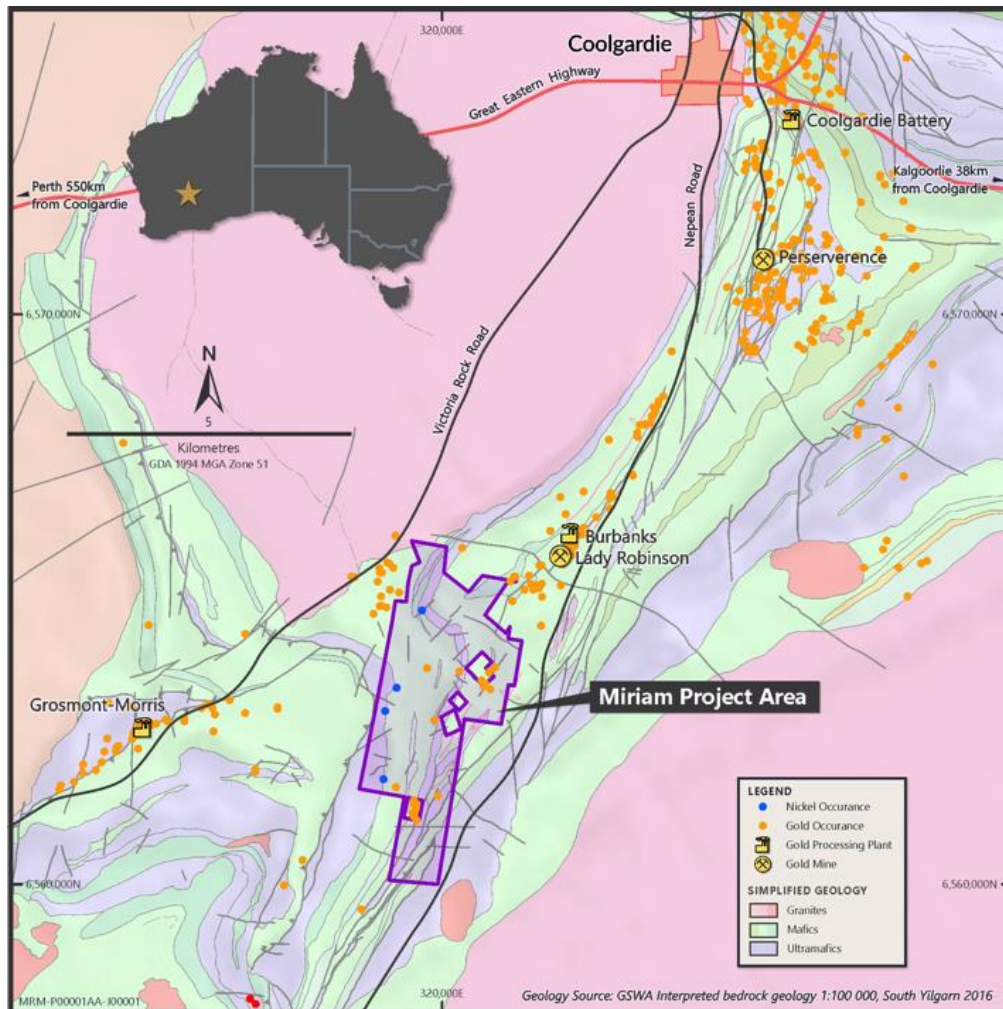 320,000E
Coolgardie
Great Eastern Highway
Coolgardie Battery
Perth 550km
from Coolgardie
Kalgoorlie 38km
from Coolgardie
Nepean Road
Perserverence
6,570,000N
6,570,000N
Victoria Rock Road
N
5
Kilometres
GDA 1994 MGA Zone 51
Burbanks
Lady Robinson
Miriam Project Area
Grosmont-Morris
LEGEND
Nickel Occurance
Gold Occurance
Gold Processing Plant
Gold Mine
SIMPLIFIED GEOLOGY
Granites
Mafics
Ultramafics
6,560,000N
6,560,000N
MRM-P00001AA-J00001
320,000E
Geology Source: GSWA Interpreted bedrock geology 1:100 000, South Yilgarn 2016